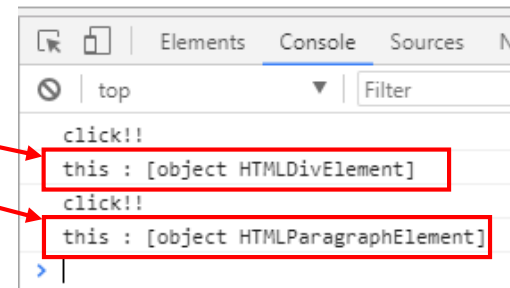 Elements Console Sources
top Filter
click!!
this : [object HTMLDivElement]
click!!
this : [object HTMLParagraphElement]
>